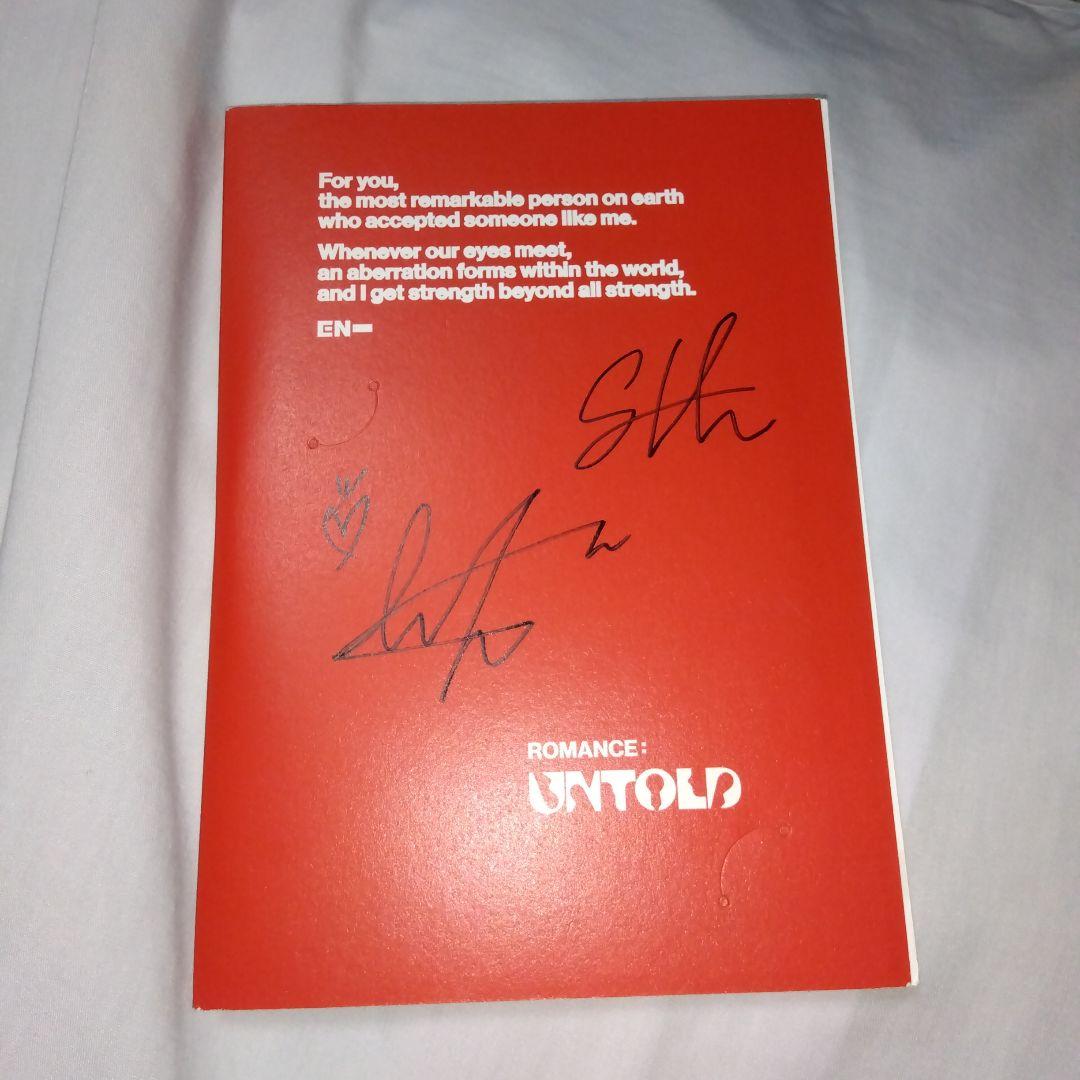 For you,
the most remarkable person on earth
who accepted someone like me.
Whenever our eyes meet,
an aberration forms within the world,
and I get strength beyond all strength.
EN-
ROMANCE:
UNTOLD